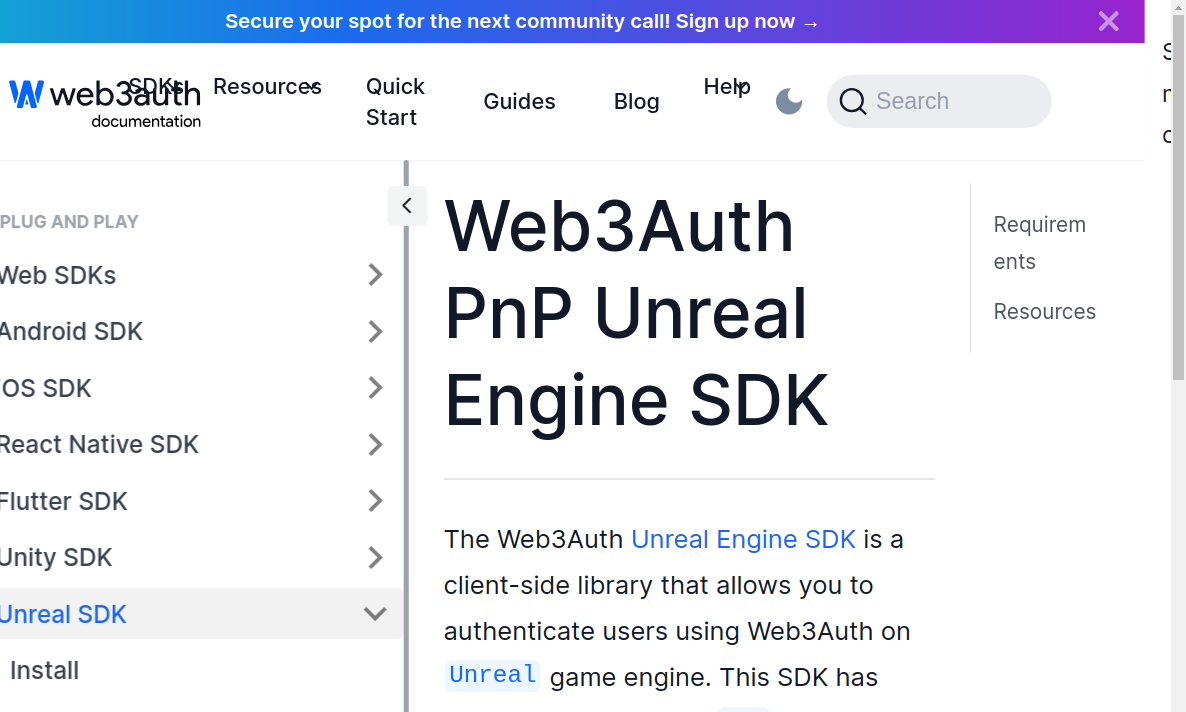 Secure your spot for the next community call! Sign up now →
web3auth
documentation
SDKs
Resources
Quick
Start
Guides
Blog
Help
Search
PLUG AND PLAY
Web SDKs
Android SDK
iOS SDK
React Native SDK
Flutter SDK
Unity SDK
Unreal SDK
Install
Web3Auth
PnP Unreal
Engine SDK
The Web3Auth Unreal Engine SDK is a
client-side library that allows you to
authenticate users using Web3Auth on
Unreal game engine. This SDK has
Requirem
ents
Resources